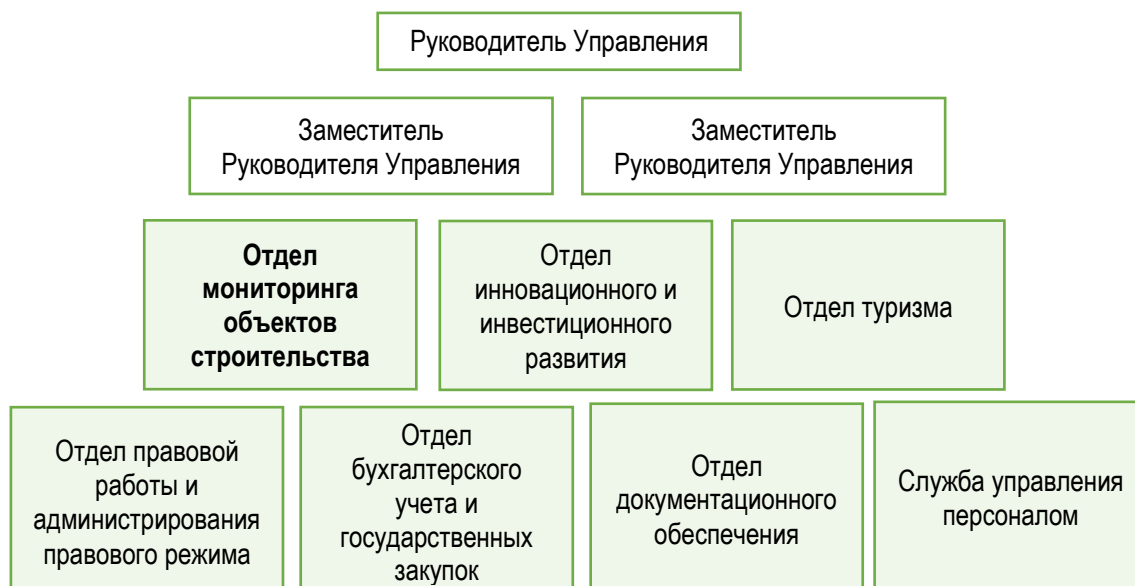 Руководитель Управления
Заместитель
Руководителя Управления
Заместитель
Руководителя Управления
Отдел
мониторинга
объектов
строительства
Отдел
инновационного и
инвестиционного
развития
Отдел туризма
Отдел правовой
работы и
администрирования
правового режима
Отдел
бухгалтерского
учета и
государственных
закупок
Отдел
документационного
обеспечения
Служба управления
персоналом